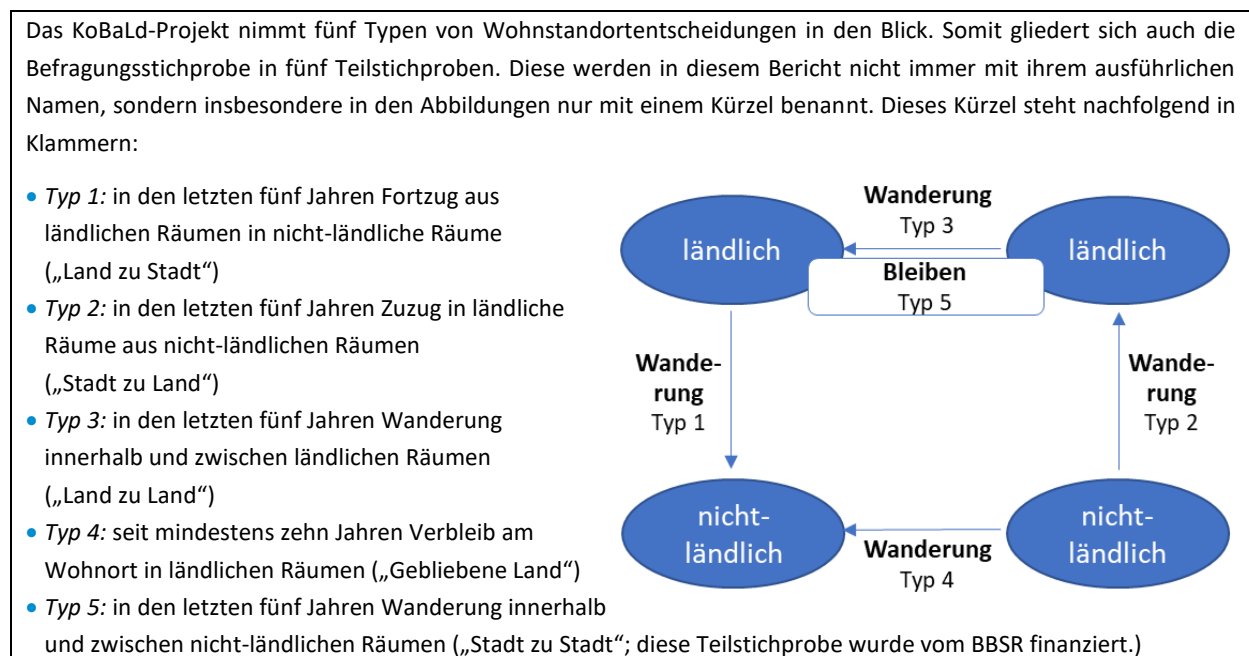 Das KoBaLd-Projekt nimmt fünf Typen von Wohnstandortentscheidungen in den Blick. Somit gliedert sich auch die
Befragungsstichprobe in fünf Teilstichproben. Diese werden in diesem Bericht nicht immer mit ihrem ausführlichen
Namen, sondern insbesondere in den Abbildungen nur mit einem Kürzel benannt. Dieses Kürzel steht nachfolgend in
Klammern:
• Typ 1: in den letzten fünf Jahren Fortzug aus
ländlichen Räumen in nicht-ländliche Räume
(„Land zu Stadt“)
• Typ 2: in den letzten fünf Jahren Zuzug in ländliche
Räume aus nicht-ländlichen Räumen
(„Stadt zu Land“)
• Typ 3: in den letzten fünf Jahren Wanderung
innerhalb und zwischen ländlichen Räumen
(„Land zu Land“)
• Typ 4: seit mindestens zehn Jahren Verbleib am
Wohnort in ländlichen Räumen („Gebliebene Land“)
• Typ 5: in den letzten fünf Jahren Wanderung innerhalb
und zwischen nicht-ländlichen Räumen („Stadt zu Stadt“; diese Teilstichprobe wurde vom BBSR finanziert.)
ländlich
Wanderung
Typ 3
Bleiben
Typ 5
ländlich
Wande-
rung
Typ 1
Wande-
rung
Typ 2
nicht-
ländlich
Wanderung
Typ 4
nicht-
ländlich